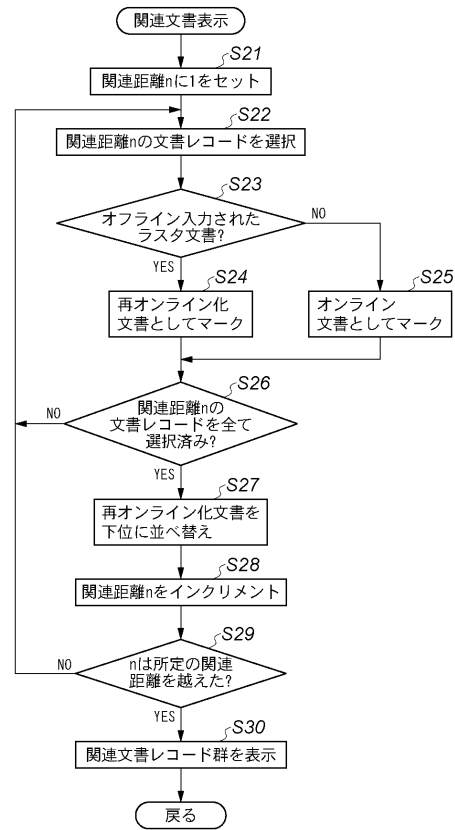 関連文書表示
S21
関連距離nに1をセット
S22
関連距離nの文書レコードを選択
S23
オフライン入力された
ラスタ文書?
NO
YES
S24
再オンライン化
文書としてマーク
S25
オンライン
文書としてマーク
S26
関連距離nの
文書レコードを全て
選択済み?
NO
YES
S27
再オンライン化文書を
下位に並べ替え
S28
関連距離nをインクリメント
S29
nは所定の関連
距離を越えた?
NO
YES
S30
関連文書レコード群を表示
戻る